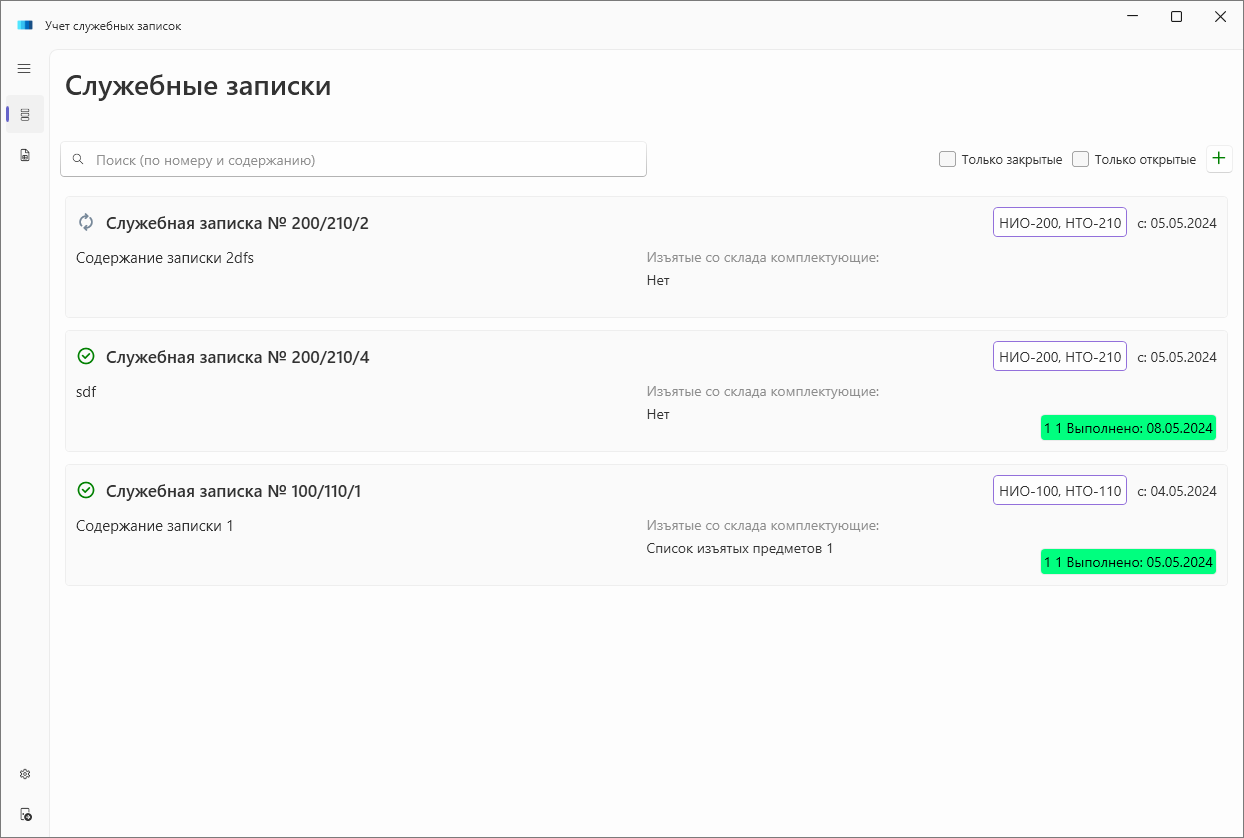 Учет служебных записок
Служебные записки
Поиск (по номеру и содержанию)
Только закрытые
Только открытые
Служебная записка № 200/210/2
НИО-200, НТО-210
с: 05.05.2024
Содержание записки 2dfs
Изъятые со склада комплектующие:
Нет
Служебная записка № 200/210/4
НИО-200, НТО-210
с: 05.05.2024
sdf
Изъятые со склада комплектующие:
Нет
1 1 Выполнено: 08.05.2024
Служебная записка № 100/110/1
НИО-100, НТО-110
с: 04.05.2024
Содержание записки 1
Изъятые со склада комплектующие:
Список изъятых предметов 1
1 1 Выполнено: 05.05.2024